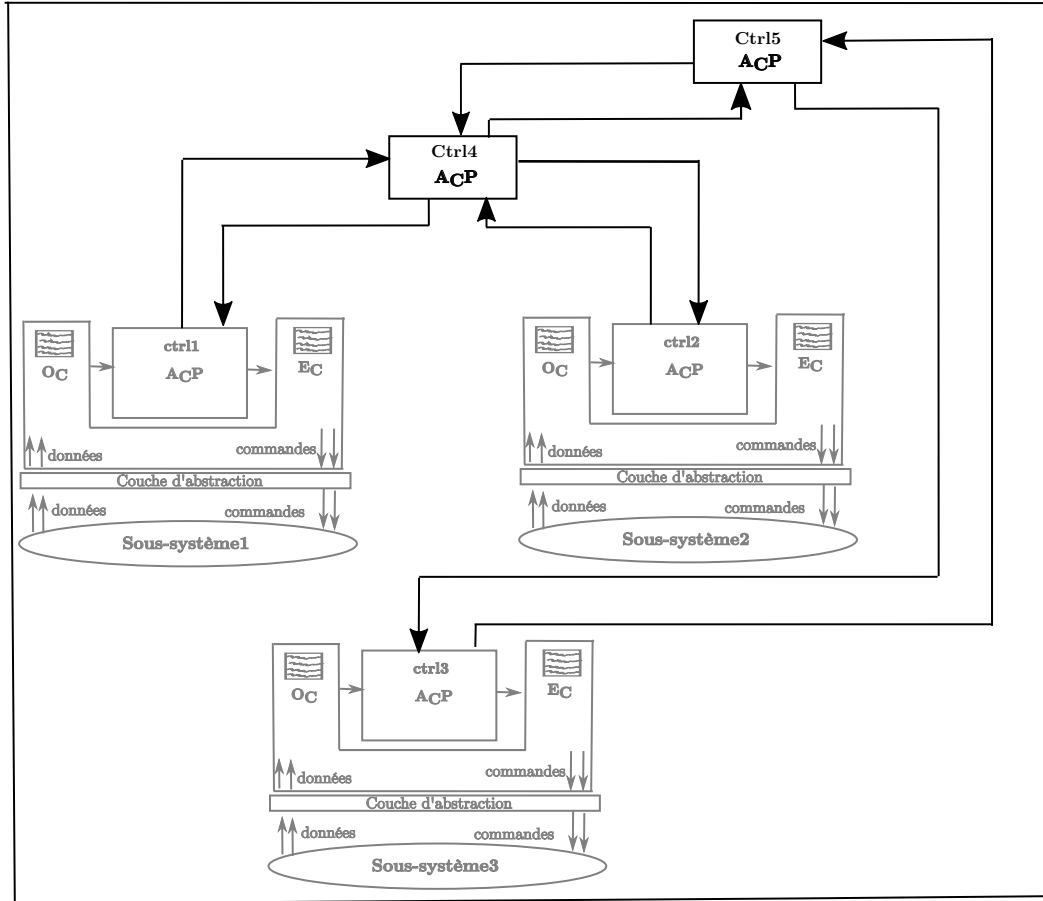 Ctrl5
ACP
Ctrl4
ACP
ctrl1
OC
ACP
EC
données
commandes
Couche d'abstraction
données
commandes
Sous-système1
ctrl2
OC
ACP
EC
données
commandes
Couche d'abstraction
données
commandes
Sous-système2
ctrl3
OC
ACP
EC
données
commandes
Couche d'abstraction
données
commandes
Sous-système3